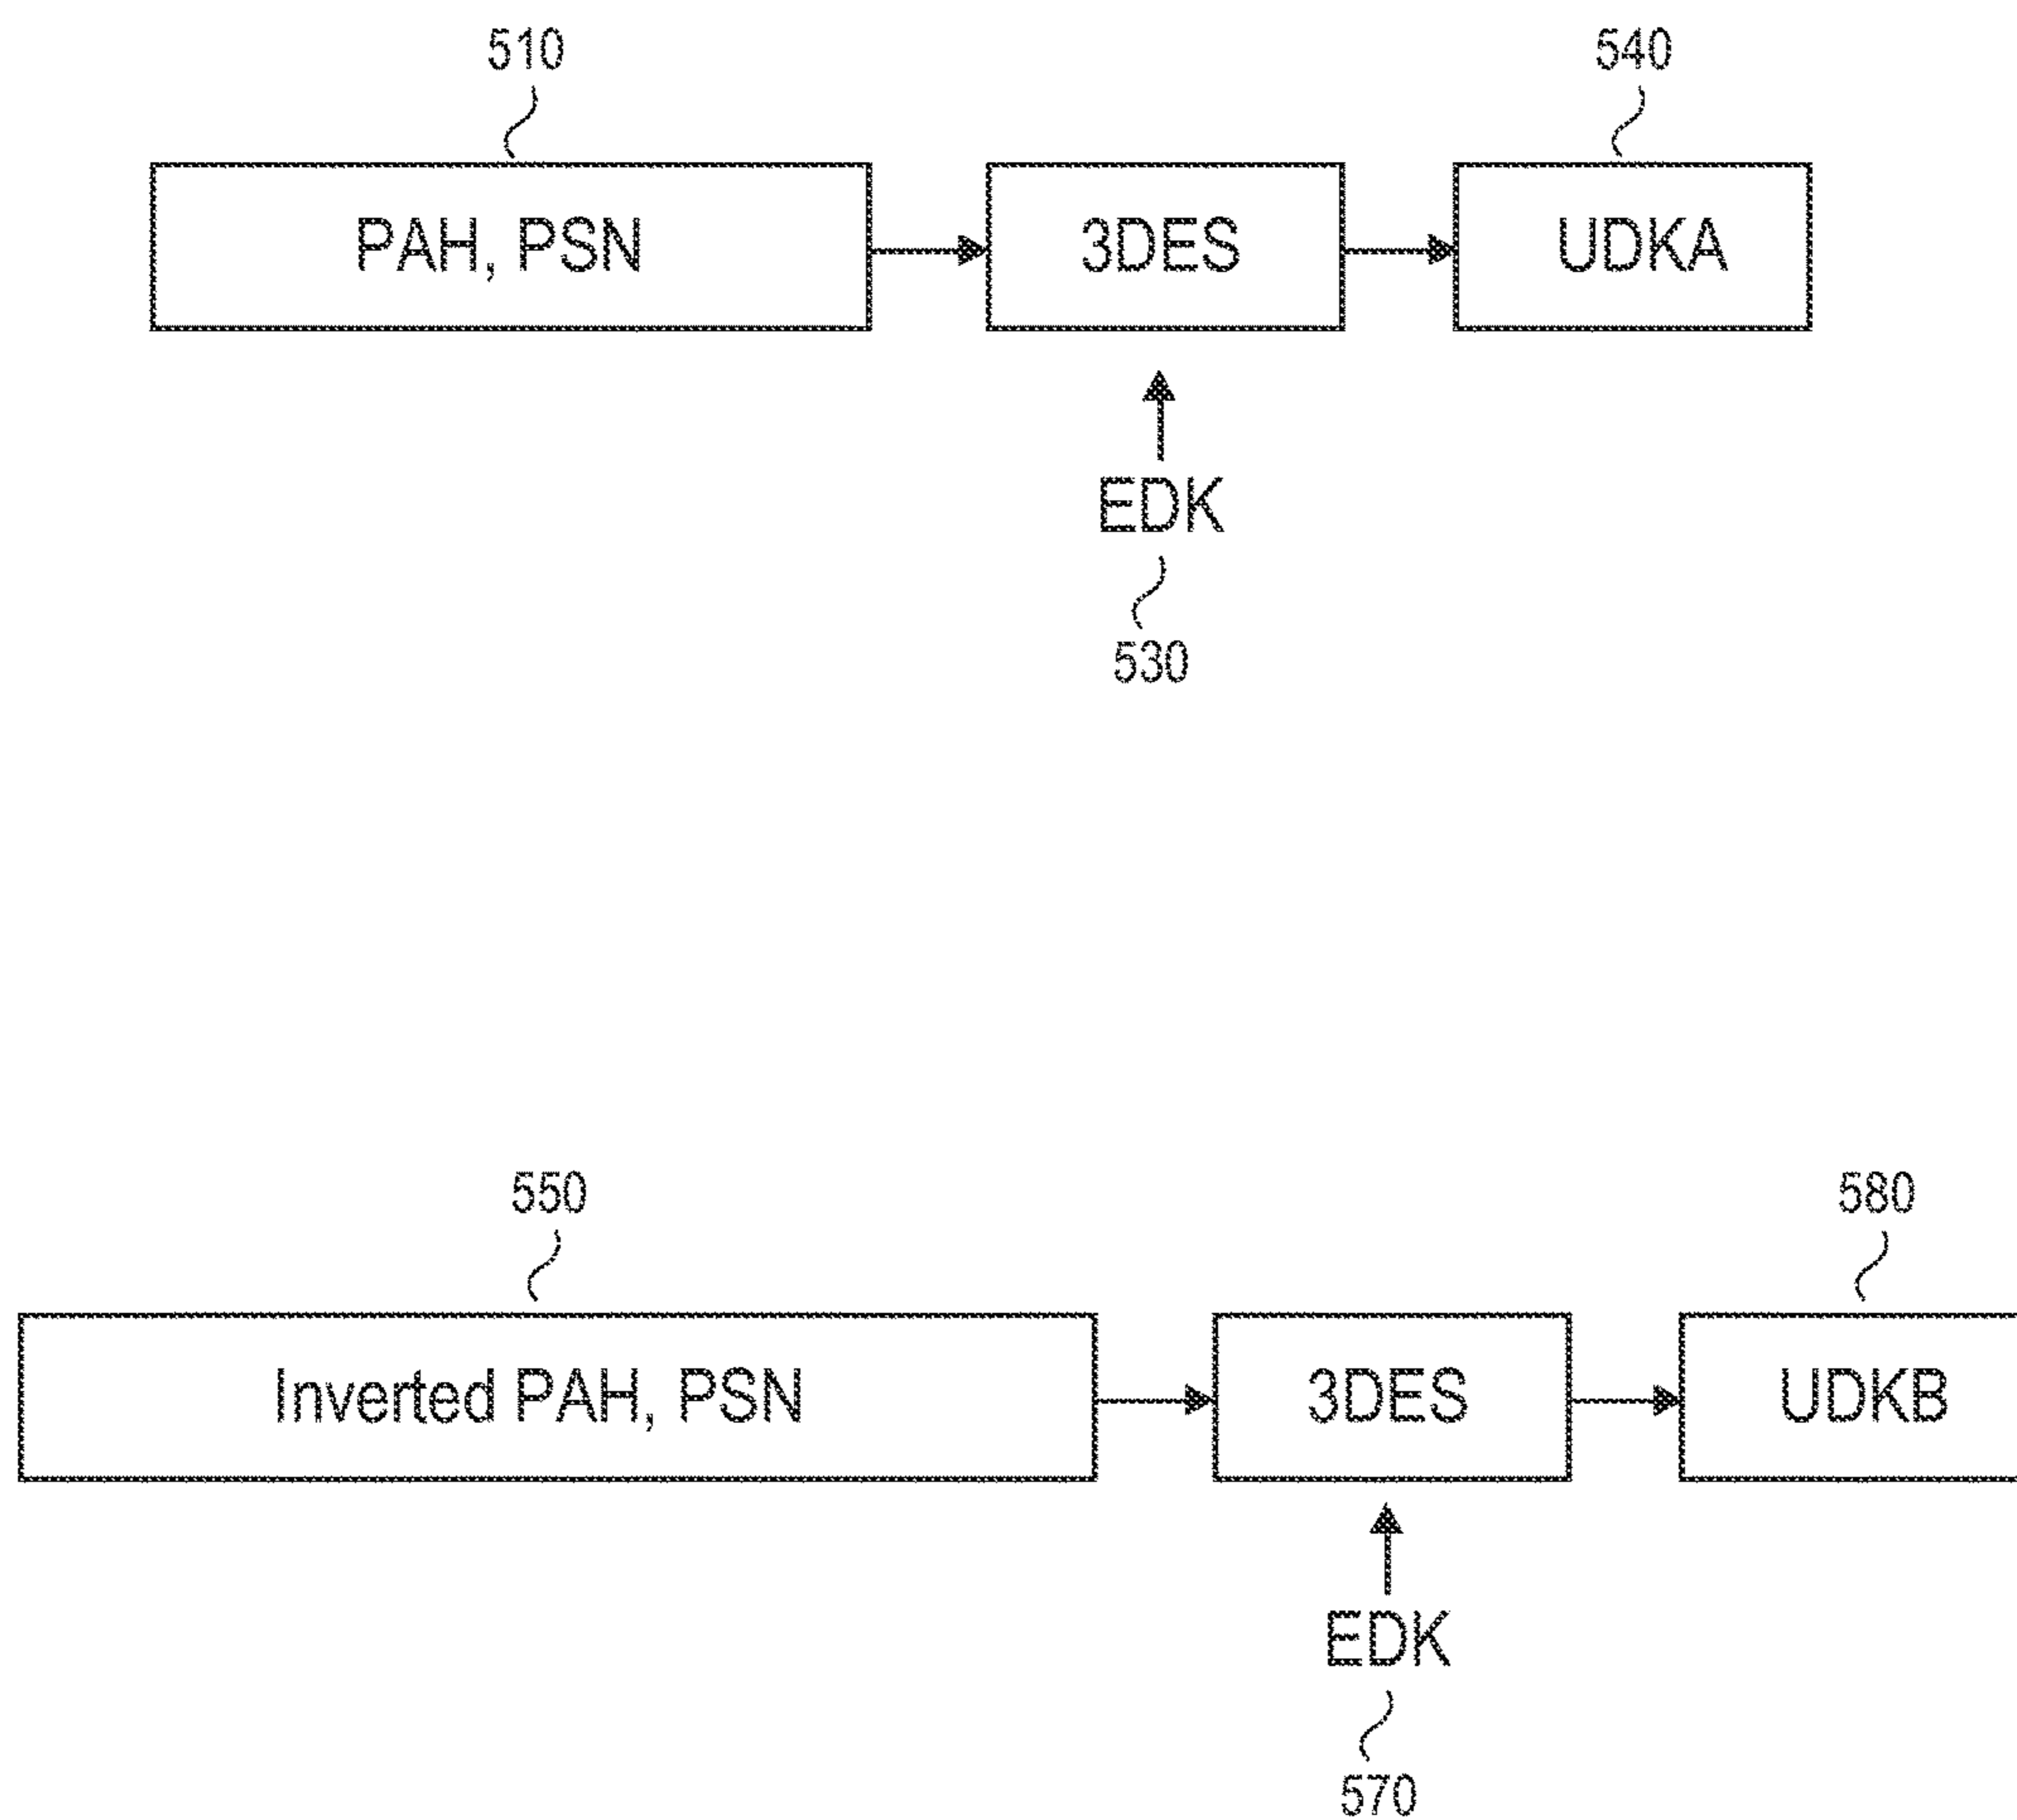 510
540
PAH, PSN
3DES
UDKA
EDK
530
550
580
Inverted PAH, PSN
3DES
UDKB
EDK
570